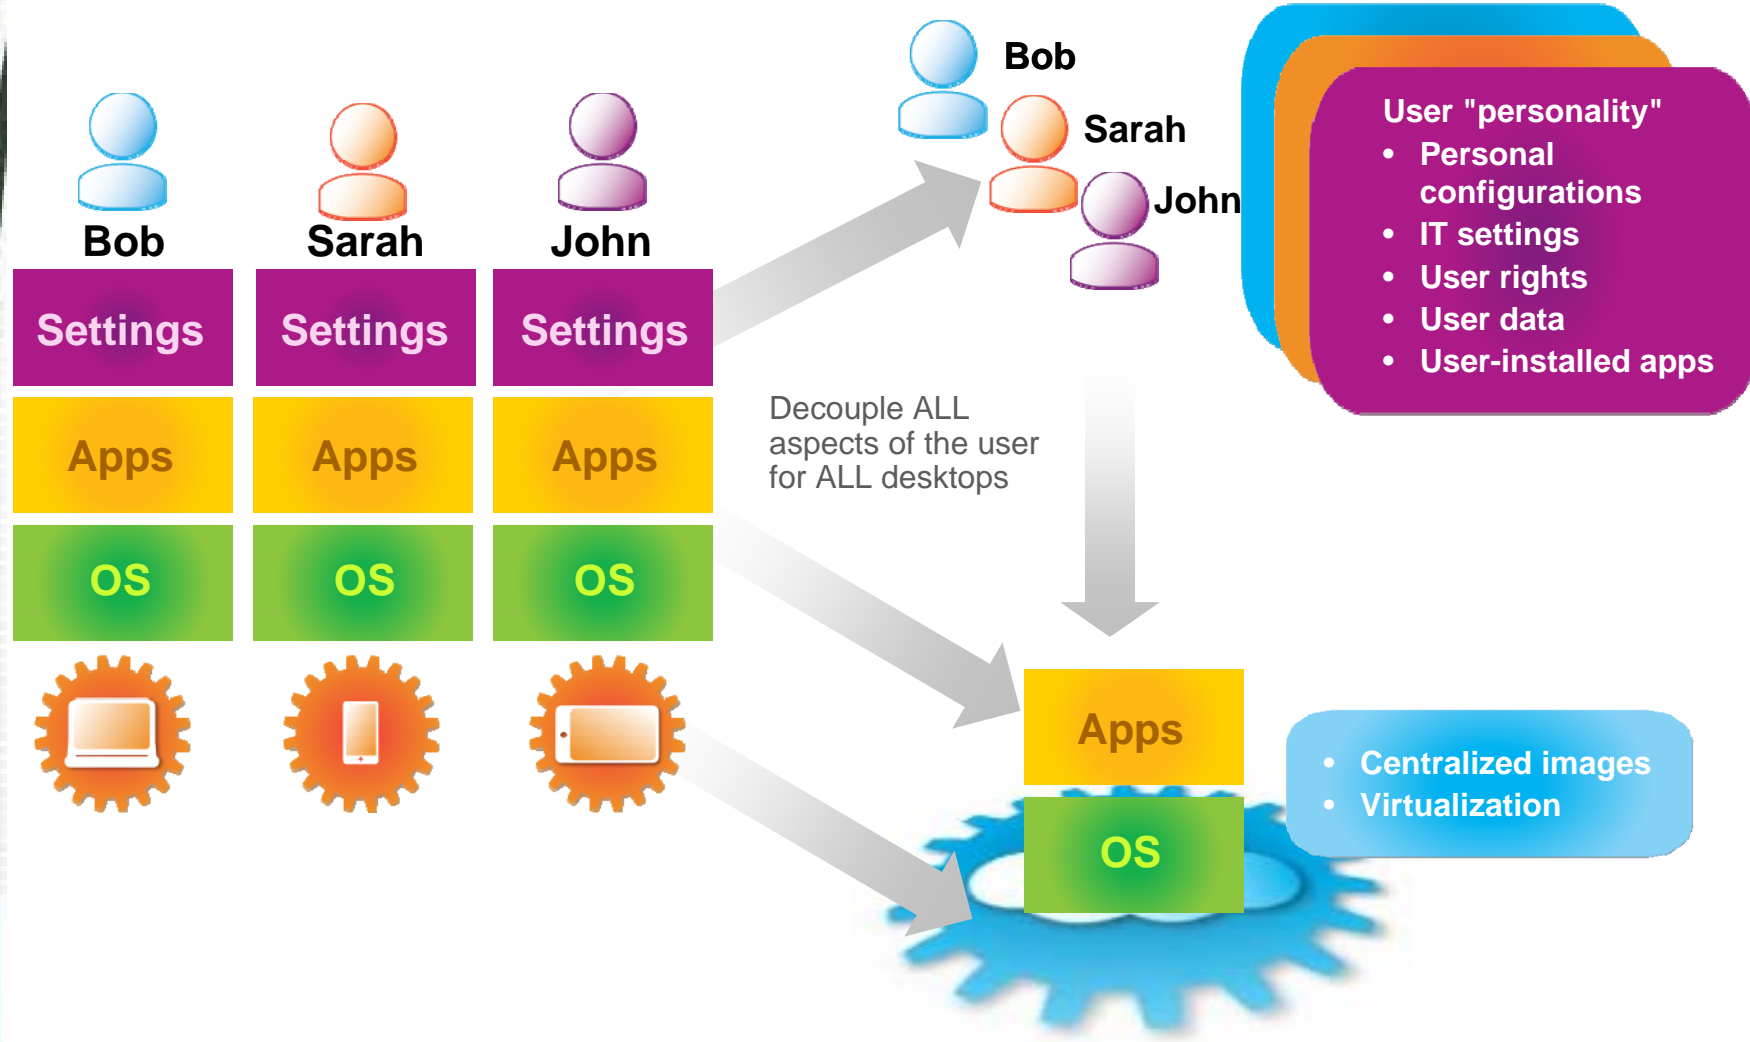 Bob
Sarah
John
Settings
Settings
Settings
Apps
Apps
Apps
OS
OS
OS
Bob
Sarah
John
User "personality"
• Personal
configurations
• IT settings
• User rights
• User data
• User-installed apps
Decouple ALL
aspects of the user
for ALL desktops
Apps
OS
• Centralized images
• Virtualization